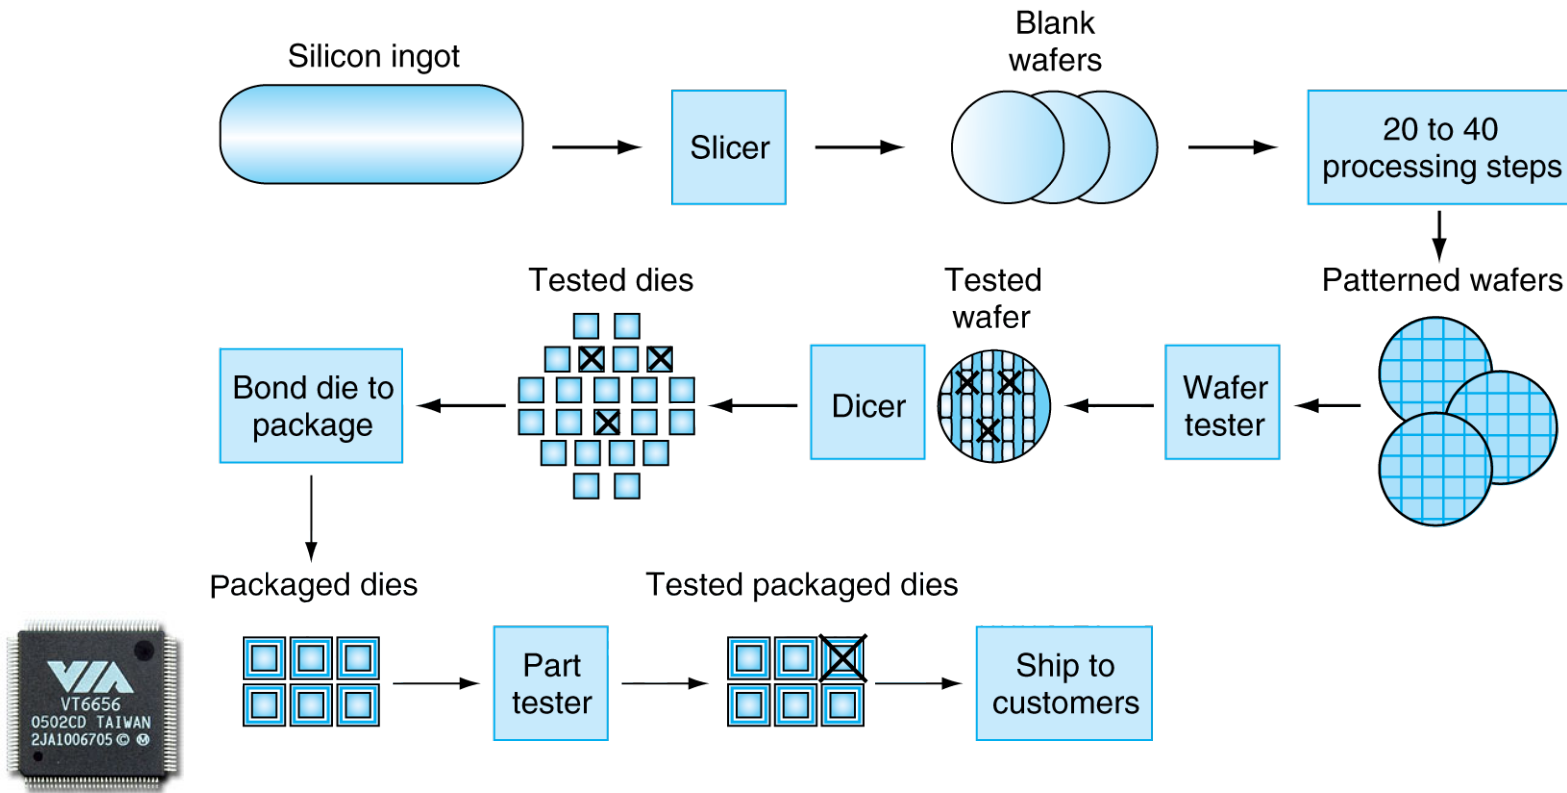 Silicon ingot
Slicer
Blank
wafers
20 to 40
processing steps
Patterned wafers
Wafer
tester
Tested
wafer
Dicer
Tested dies
Bond die to
package
Packaged dies
Part
tester
Tested packaged dies
Ship to
customers
VIA
VT6656
0502CD TAIWAN
2JA1006705 © Ⓜ